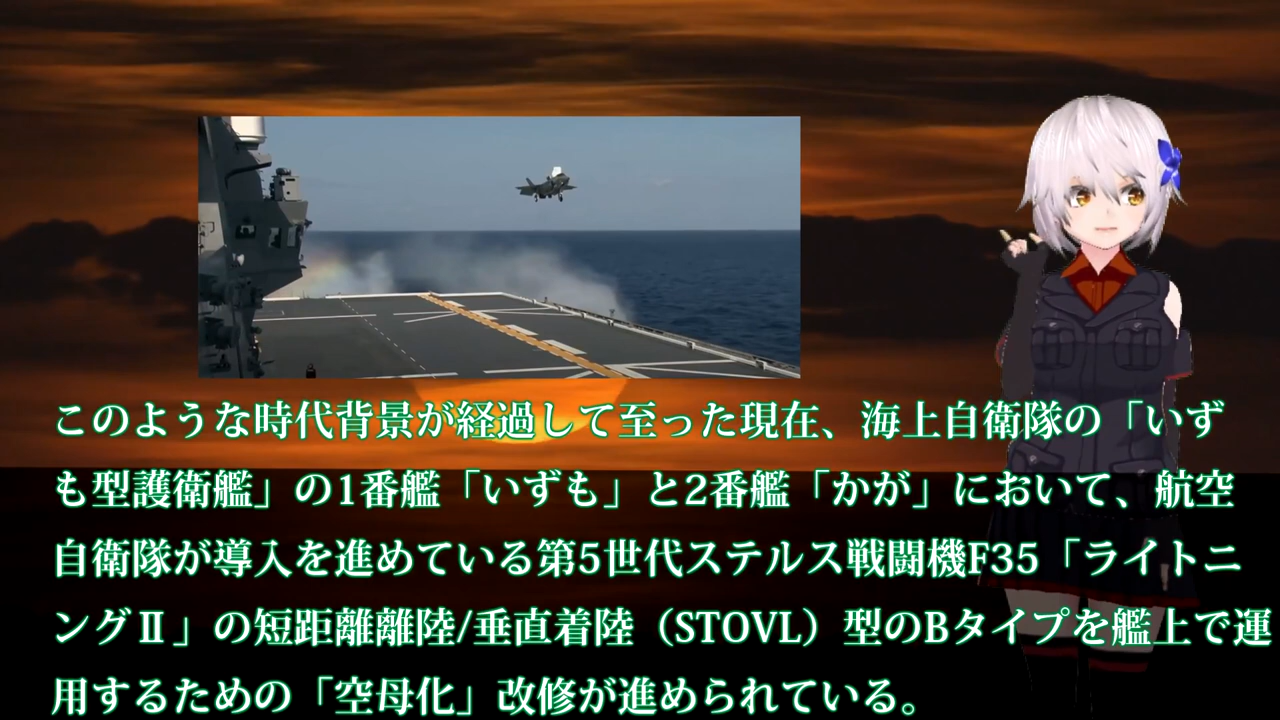 このような時代背景が経過して至った現在、海上自衛隊の「いず
も型護衛艦」の1番艦「いずも」と2番艦「かが」において、航空
自衛隊が導入を進めている第5世代ステルス戦闘機F35「ライトニ
ングⅡ」の短距離離陸/垂直着陸（STOVL）型のBタイプを艦上で運
用するための「空母化」改修が進められている。